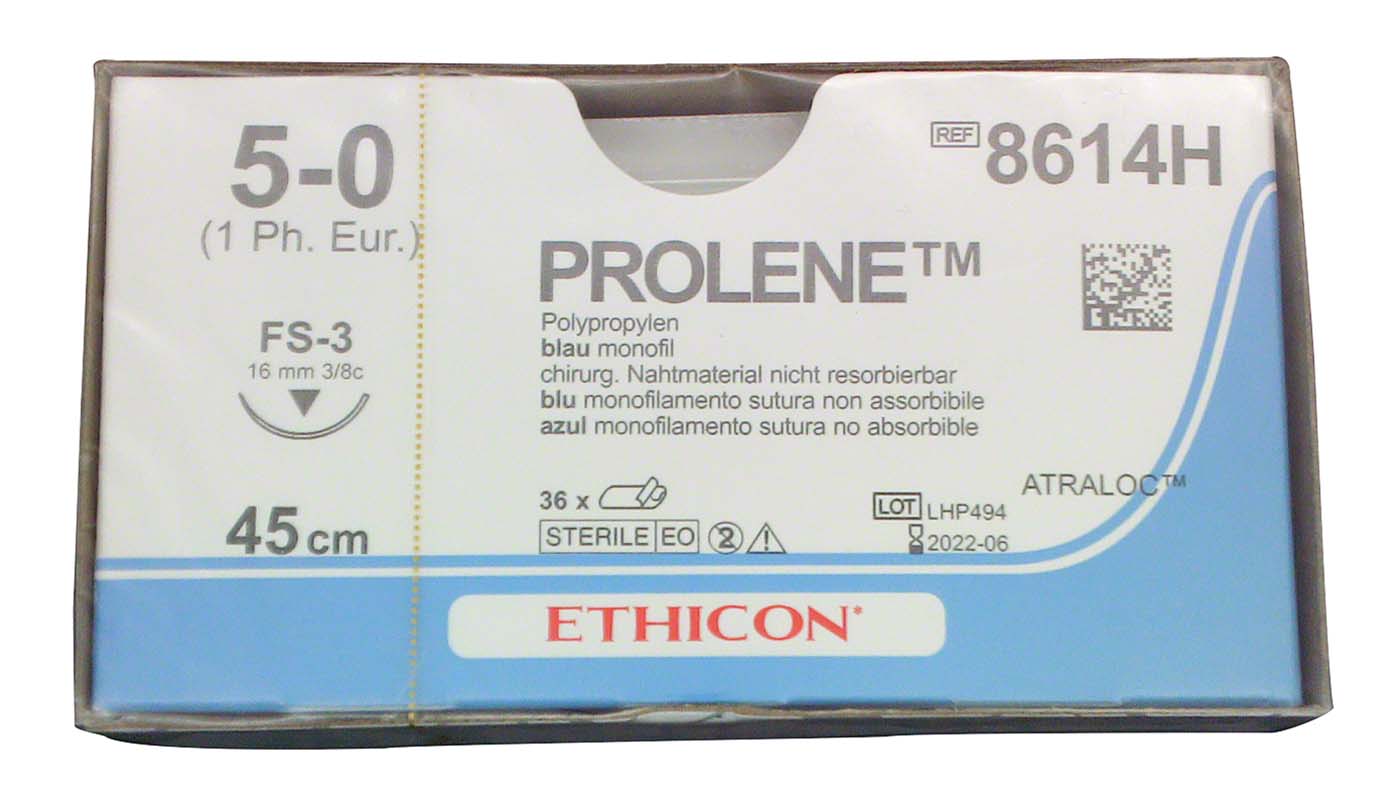 5-0
(1 Ph. Eur.)
FS-3
16 mm 3/8c
45 cm
REF 8614H
PROLENE™
Polypropylen
blau monofil
chirurg. Nahtmaterial nicht resorbierbar
blu monofilamento sutura non assorbibile
azul monofilamento sutura no absorbible
36 x
STERILE EO 2
ATRALOC™
LOT LHP494
2022-06
ETHICON*